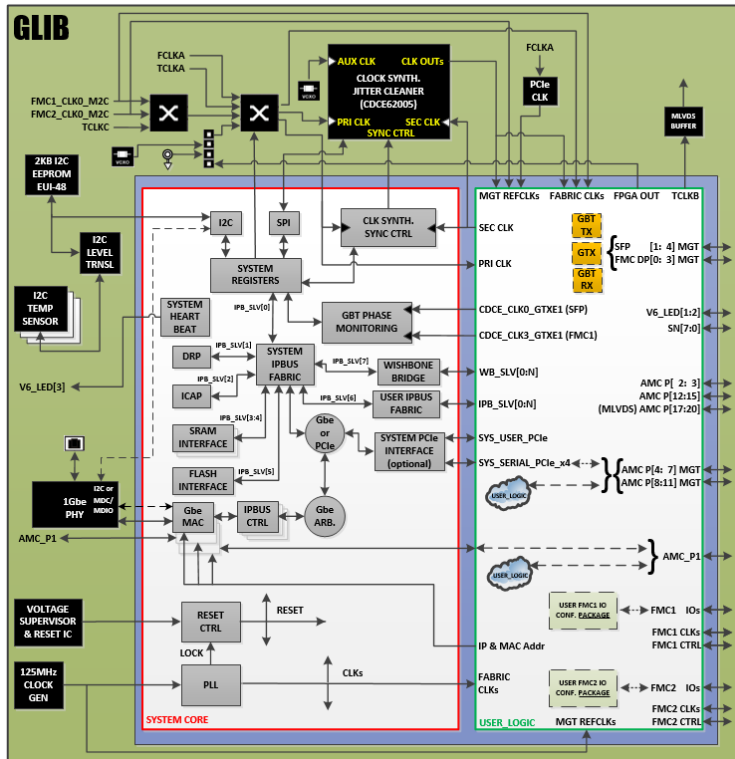 GLIB
FCLKA
TCLKA
FMC1_CLK0_M2C
FMC2_CLK0_M2C
TCLKC
VCXO
AUX CLK
CLK OUTs
CLOCK SYNTH.
JITTER CLEANER
(CDCE62005)
PRI CLK
SEC CLK
SYNC CTRL
FCLKA
PCIe
CLK
MLVDS
BUFFER
VCXO
2KB I2C
EEPROM
EUI-48
I2C
LEVEL
TRNSL
I2C
TEMP
SENSOR
V6_LED[3]
I2C
SPI
CLK SYNTH.
SYNC CTRL
SYSTEM
REGISTERS
IPB_SLV[0]
SYSTEM
HEART
BEAT
GBT PHASE
MONITORING
DRP
IPB_SLV[1]
SYSTEM
IPBUS
FABRIC
IPB_SLV[7]
WISHBONE
BRIDGE
ICAP
IPB_SLV[2]
IPB_SLV[6]
USER IPBUS
FABRIC
IPB_SLV[3:4]
SRAM
INTERFACE
Gbe
or
PCIe
SYSTEM PCIe
INTERFACE
(optional)
IPB_SLV[5]
FLASH
INTERFACE
I2C or
MDC/
MDIO
1Gbe
PHY
AMC_P1
Gbe
MAC
IPBUS
CTRL
Gbe
ARB.
VOLTAGE
SUPERVISOR
& RESET IC
RESET
CTRL
RESET
LOCK
125MHz
CLOCK
GEN
PLL
CLKs
SYSTEM CORE
MGT REFCLKs
FABRIC CLKs
FPGA OUT
TCLKB
SEC CLK
PRI CLK
GBT
TX
GTX
GBT
RX
SFP [1: 4] MGT
FMC DP[0: 3] MGT
CDCE_CLK0_GTXE1 (SFP)
CDCE_CLK3_GTXE1 (FMC1)
V6_LED[1:2]
SN[7:0]
WB_SLV[0:N]
IPB_SLV[0:N]
AMC P[ 2: 3]
AMC P[12:15]
(MLVDS) AMC P[17:20]
SYS_USER_PCIe
SYS_SERIAL_PCIe_x4
AMC P[4: 7] MGT
AMC P[8:11] MGT
USER_LOGIC
AMC_P1
USER_LOGIC
USER FMC1 IO
CONF. PACKAGE
FMC1 IOs
FMC1 CLKs
FMC1 CTRL
IP & MAC Addr
FABRIC
CLKs
USER FMC2 IO
CONF. PACKAGE
FMC2 IOs
FMC2 CLKs
FMC2 CTRL
USER_LOGIC
MGT REFCLKs